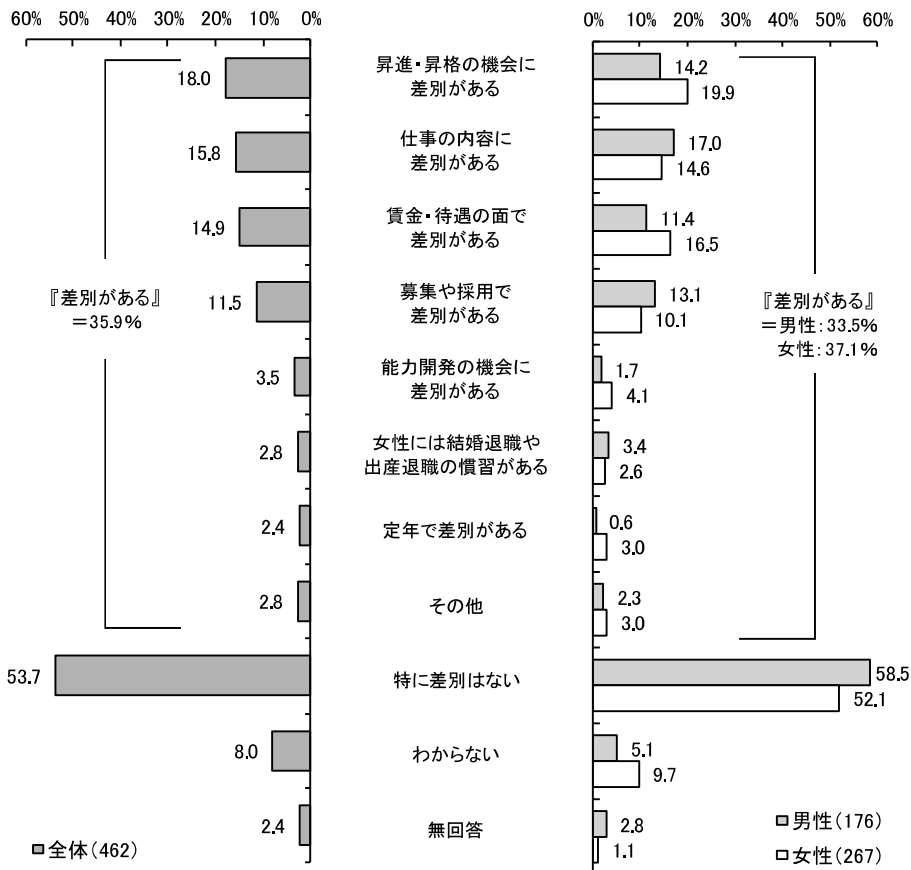 60% 50% 40% 30% 20% 10% 0%
0% 10% 20% 30% 40% 50% 60%
18.0
昇進・昇格の機会に
差別がある
14.2
19.9
15.8
仕事の内容に
差別がある
17.0
14.6
14.9
賃金・待遇の面で
差別がある
11.4
16.5
『差別がある』
=35.9%
11.5
募集や採用で
差別がある
13.1
10.1
『差別がある』
=男性:33.5%
女性:37.1%
3.5
能力開発の機会に
差別がある
1.7
4.1
2.8
女性には結婚退職や
出産退職の慣習がある
3.4
2.6
2.4
定年で差別がある
0.6
3.0
2.8
その他
2.3
3.0
53.7
特に差別はない
58.5
52.1
8.0
わからない
5.1
9.7
2.4
無回答
2.8
1.1
全体(462)
男性(176)
女性(267)